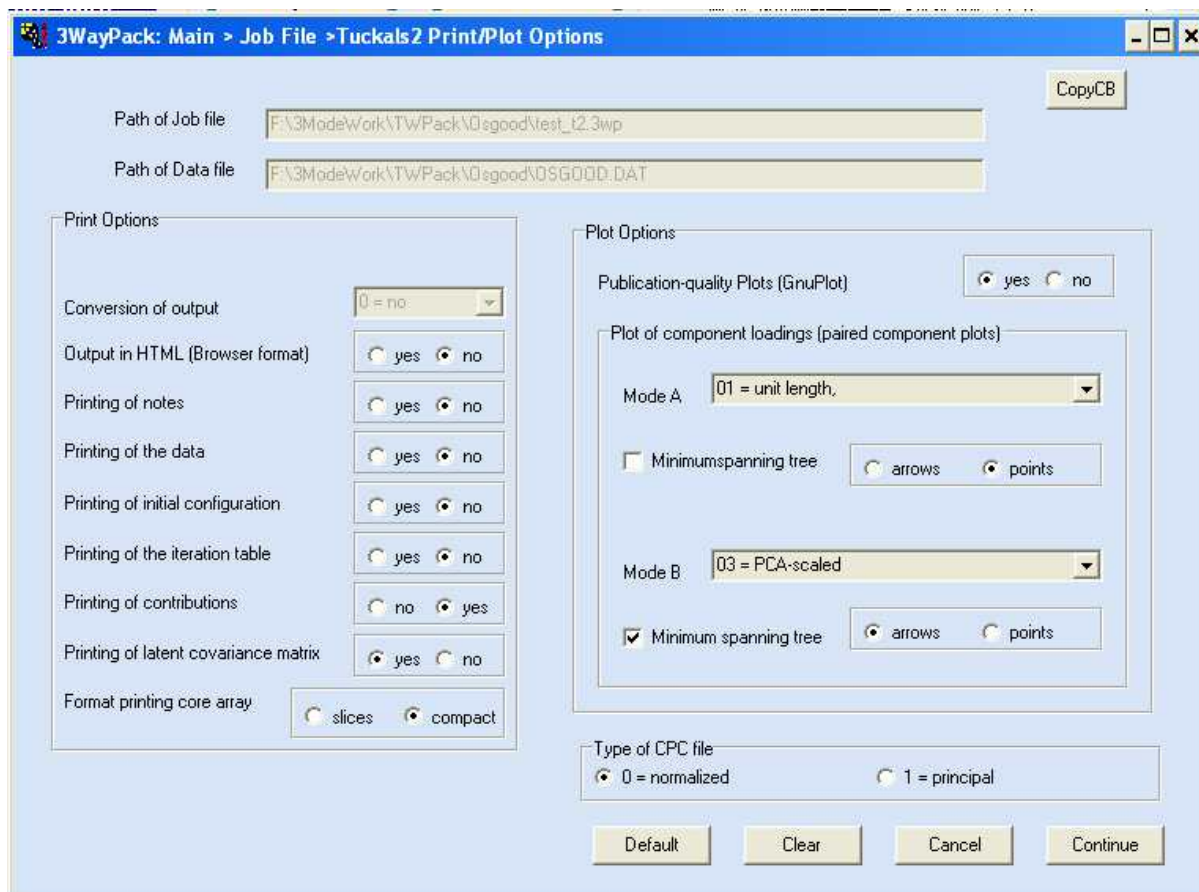 3WayPack: Main > Job File >Tuckals2 Print/Plot Options
CopyCB
Path of Job file F:\3ModeWork\TWPack\Osgood\test_t2.3wp
Path of Data file F:\3ModeWork\TWPack\Osgood\OSGOOD.DAT
Print Options
Conversion of output 0 = no
Output in HTML (Browser format) yes no
Printing of notes yes no
Printing of the data yes no
Printing of initial configuration yes no
Printing of the iteration table yes no
Printing of contributions no yes
Printing of latent covariance matrix yes no
Format printing core array slices compact
Plot Options
Publication-quality Plots (GnuPlot) yes no
Plot of component loadings (paired component plots)
Mode A 01 = unit length,
Minimumspanning tree arrows points
Mode B 03 = PCA-scaled
Minimum spanning tree arrows points
Type of CPC file
0 = normalized 1 = principal
Default Clear Cancel Continue